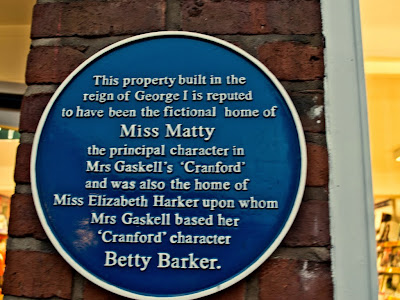 This property built in the
reign of George I is reputed
to have been the fictional home of
Miss Matty
the principal character in
Mrs Gaskell's 'Cranford'
and was also the home of
Miss Elizabeth Harker upon whom
Mrs Gaskell based her
'Cranford' character
Betty Barker.